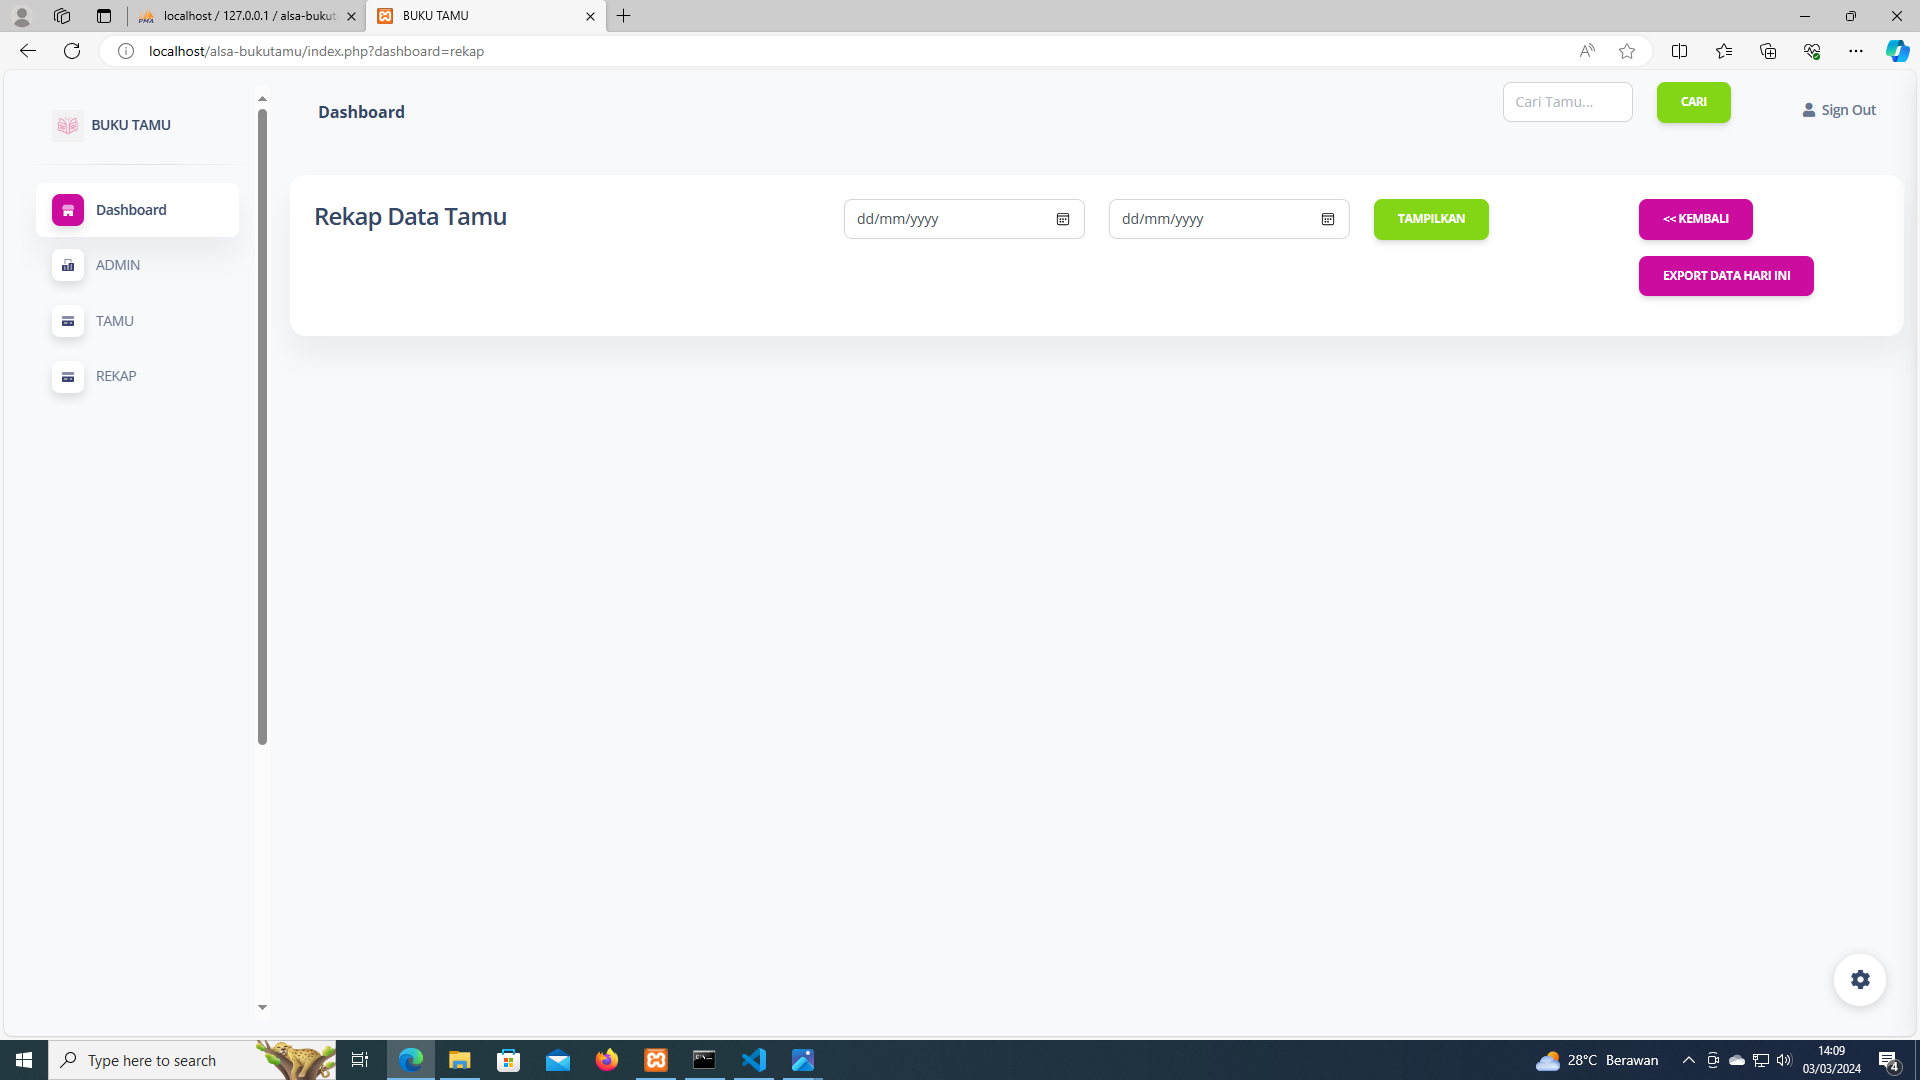 localhost / 127.0.0.1 / alsa-bukut
BUKU TAMU
localhost/alsa-bukutamu/index.php?dashboard=rekap
BUKU TAMU
Dashboard
CARI
Cari Tamu...
Sign Out
Dashboard
ADMIN
TAMU
REKAP
Rekap Data Tamu
dd/mm/yyyy
dd/mm/yyyy
TAMPILKAN
<< KEMBALI
EXPORT DATA HARI INI
Type here to search
28°C Berawan
14:09
03/03/2024
4